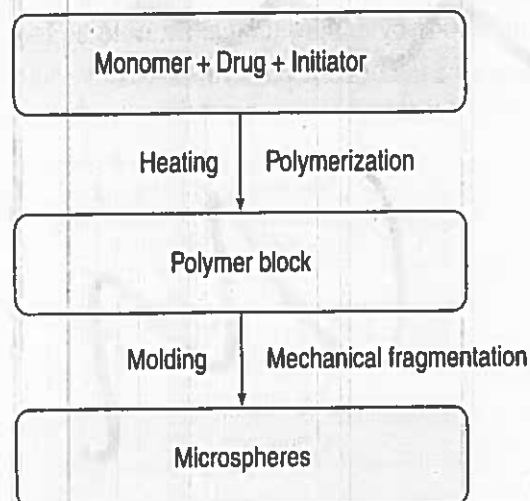 Monomer + Drug + Initiator
Heating Polymerization
Polymer block
Molding Mechanical fragmentation
Microspheres